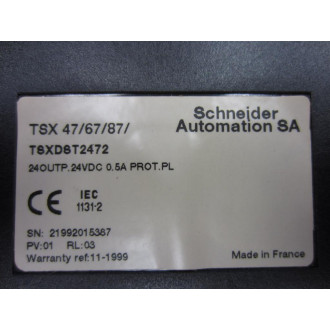 TSX 47/67/87/
Schneider
Automation SA
TSXDST2472
24OUTP.24VDC 0.5A PROT.PL
CE IEC
1131-2
SN: 21992015367
PV:01 RL:03
Warranty ref:11-1999
Made in France